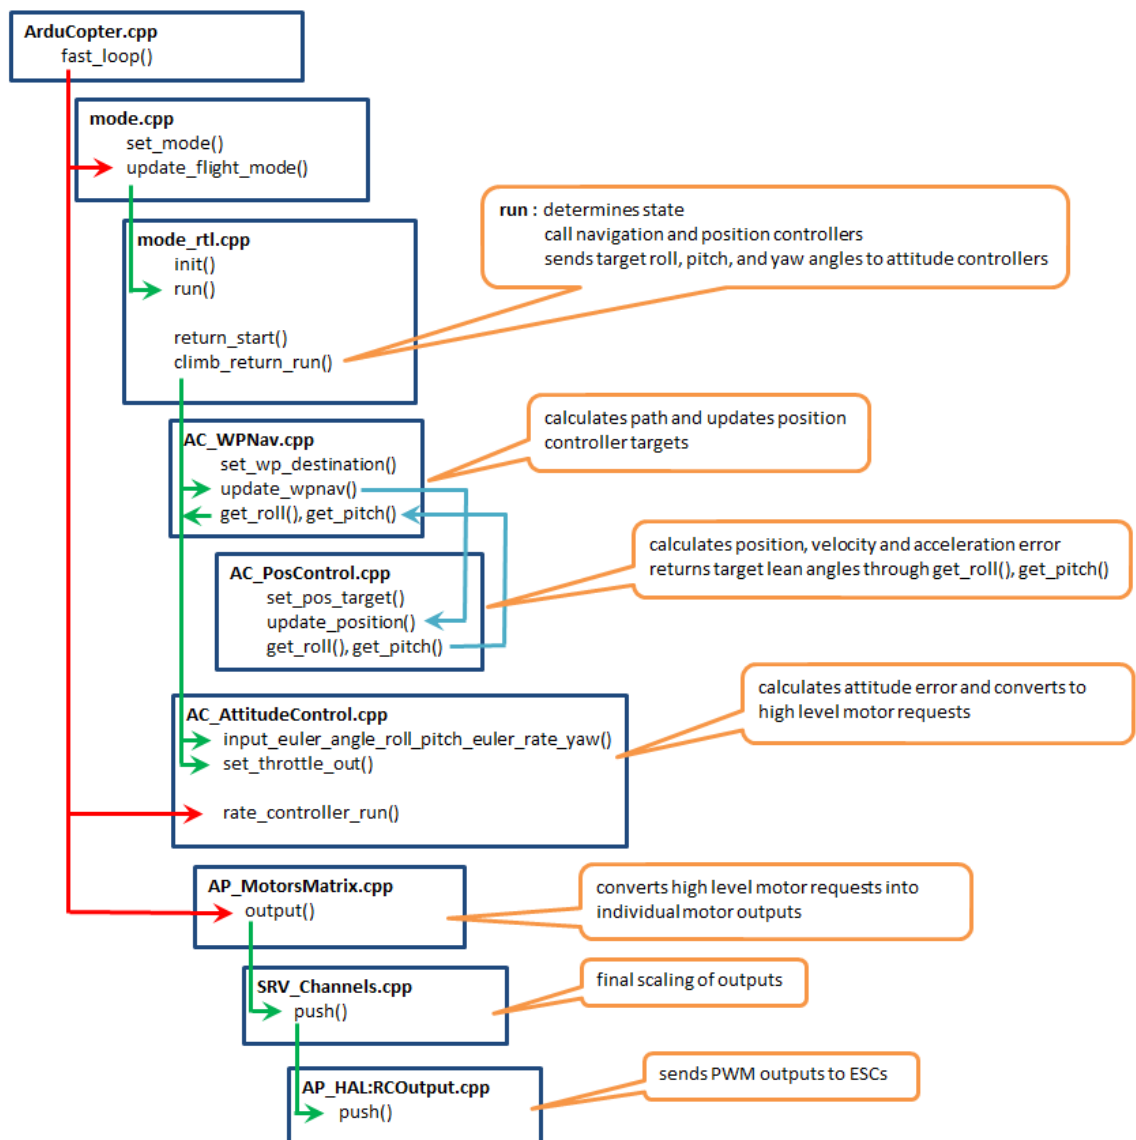 ArduCopter.cpp
fast_loop()
mode.cpp
set_mode()
update_flight_mode()
run : determines state
call navigation and position controllers
sends target roll, pitch, and yaw angles to attitude controllers
mode_rtl.cpp
init()
run()
return_start()
climb_return_run()
calculates path and updates position
controller targets
AC_WPNav.cpp
set_wp_destination()
update_wpnav()
get_roll(), get_pitch()
calculates position, velocity and acceleration error
returns target lean angles through get_roll(), get_pitch()
AC_PosControl.cpp
set_pos_target()
update_position()
get_roll(), get_pitch()
calculates attitude error and converts to
high level motor requests
AC_AttitudeControl.cpp
input_euler_angle_roll_pitch_euler_rate_yaw()
set_throttle_out()
rate_controller_run()
AP_MotorsMatrix.cpp
output()
converts high level motor requests into
individual motor outputs
SRV_Channels.cpp
push()
final scaling of outputs
AP_HAL:RCOutput.cpp
push()
sends PWM outputs to ESCs